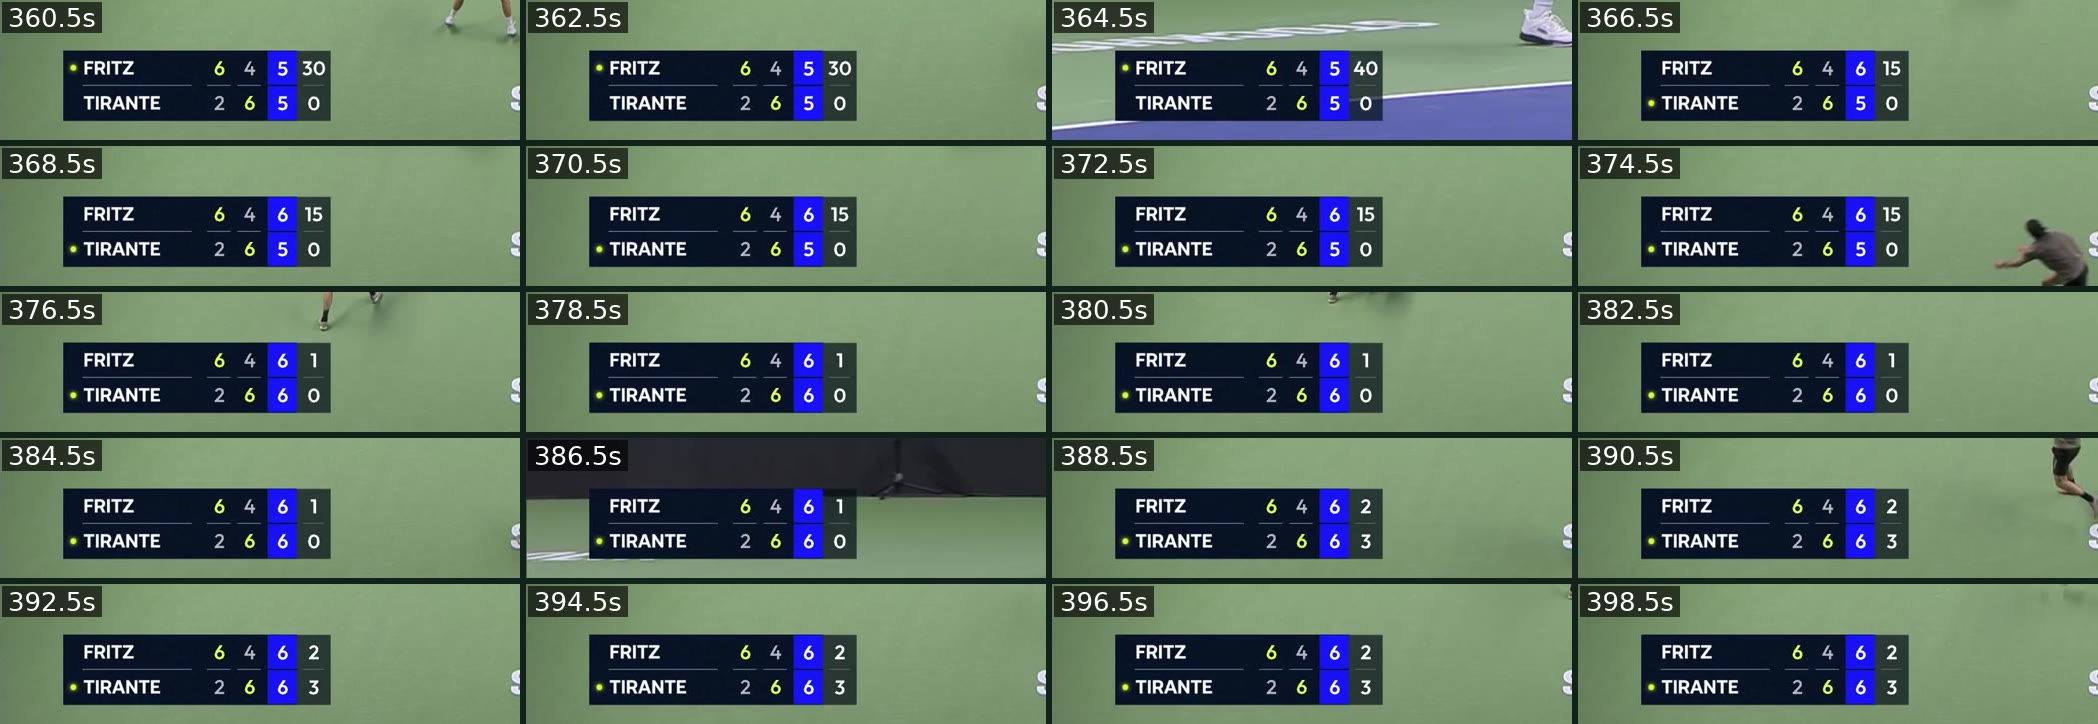 360.5s
FRITZ 6 4 5 30
TIRANTE 2 6 5 0
362.5s
FRITZ 6 4 5 30
TIRANTE 2 6 5 0
364.5s
FRITZ 6 4 5 40
TIRANTE 2 6 5 0
366.5s
FRITZ 6 4 6 15
TIRANTE 2 6 5 0
368.5s
FRITZ 6 4 6 15
TIRANTE 2 6 5 0
370.5s
FRITZ 6 4 6 15
TIRANTE 2 6 5 0
372.5s
FRITZ 6 4 6 15
TIRANTE 2 6 5 0
374.5s
FRITZ 6 4 6 15
TIRANTE 2 6 5 0
376.5s
FRITZ 6 4 6 1
TIRANTE 2 6 6 0
378.5s
FRITZ 6 4 6 1
TIRANTE 2 6 6 0
380.5s
FRITZ 6 4 6 1
TIRANTE 2 6 6 0
382.5s
FRITZ 6 4 6 1
TIRANTE 2 6 6 0
384.5s
FRITZ 6 4 6 1
TIRANTE 2 6 6 0
386.5s
FRITZ 6 4 6 1
TIRANTE 2 6 6 0
388.5s
FRITZ 6 4 6 2
TIRANTE 2 6 6 3
390.5s
FRITZ 6 4 6 2
TIRANTE 2 6 6 3
392.5s
FRITZ 6 4 6 2
TIRANTE 2 6 6 3
394.5s
FRITZ 6 4 6 2
TIRANTE 2 6 6 3
396.5s
FRITZ 6 4 6 2
TIRANTE 2 6 6 3
398.5s
FRITZ 6 4 6 2
TIRANTE 2 6 6 3